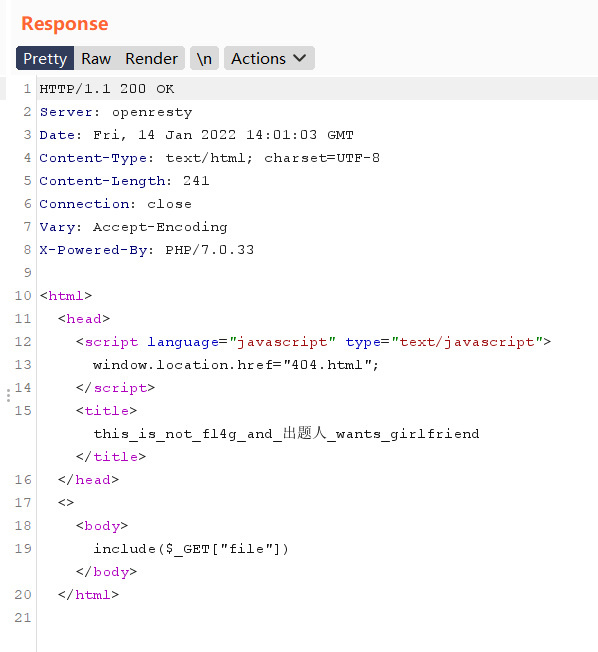 Response
Pretty Raw Render \n Actions
1 HTTP/1.1 200 OK
2 Server: openresty
3 Date: Fri, 14 Jan 2022 14:01:03 GMT
4 Content-Type: text/html; charset=UTF-8
5 Content-Length: 241
6 Connection: close
7 Vary: Accept-Encoding
8 X-Powered-By: PHP/7.0.33
9
10 <html>
11 <head>
12 <script language="javascript" type="text/javascript">
13 window.location.href="404.html";
14 </script>
15 <title>
this_is_not_fl4g_and_出题人_wants_girlfriend
</title>
16 </head>
17 <>
18 <body>
19 include($_GET["file"])
</body>
20 </html>
21